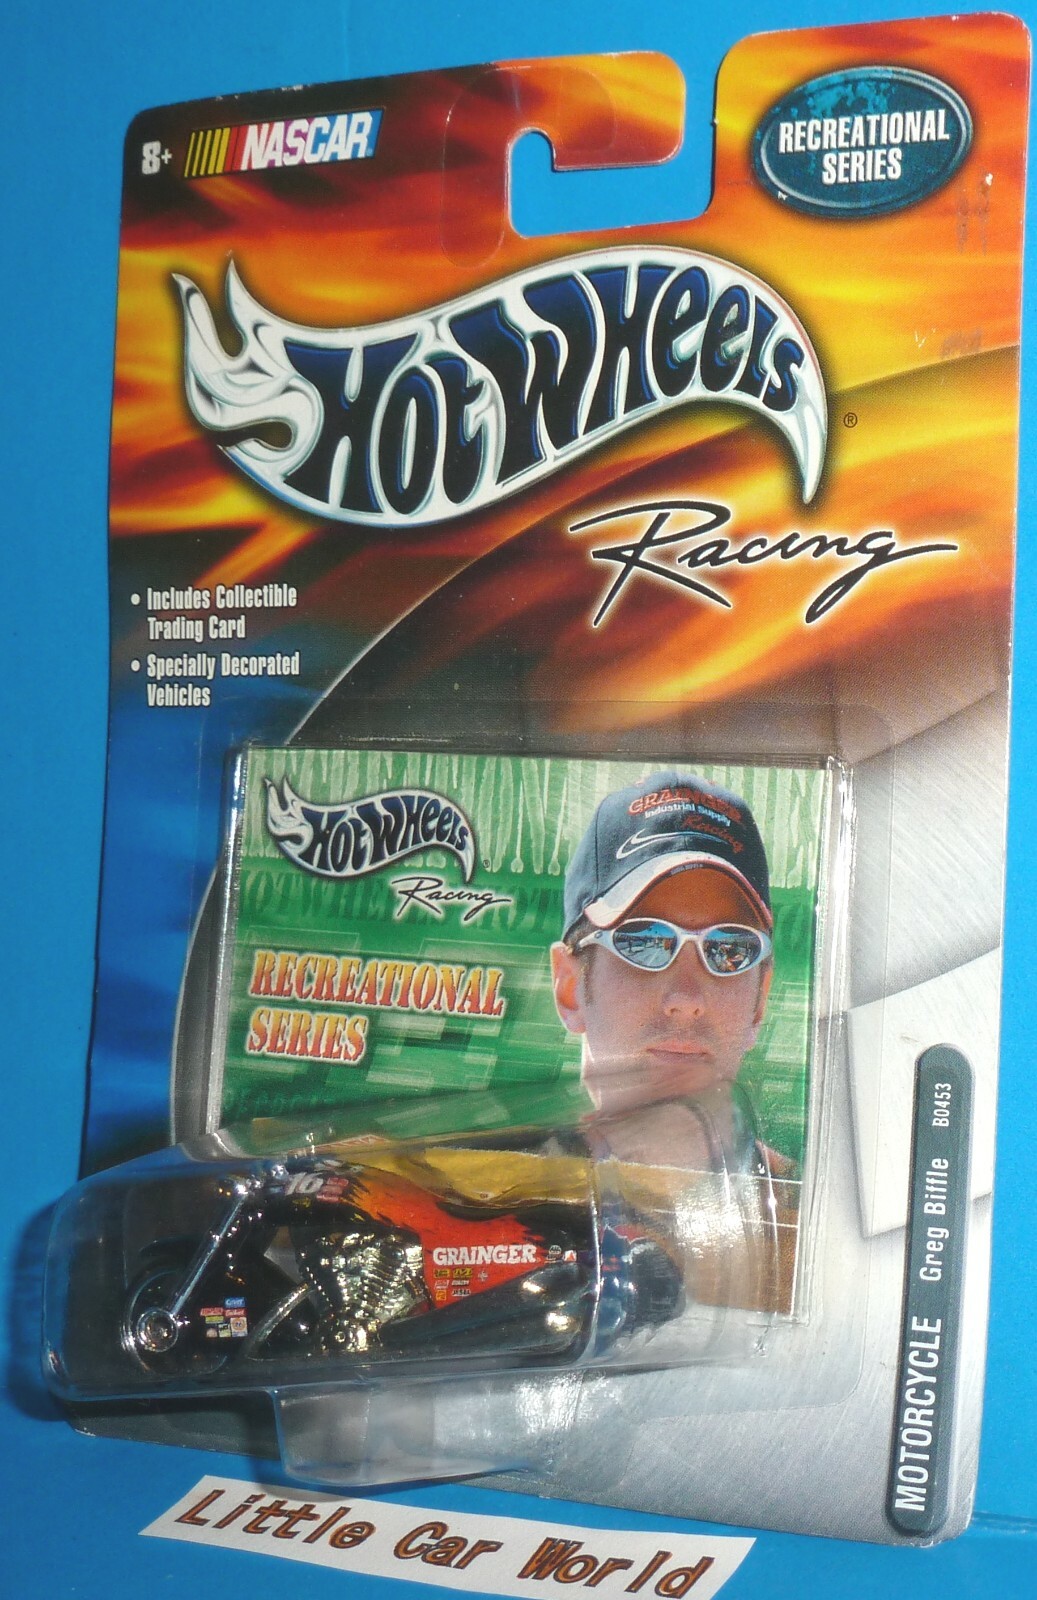 8+
NASCAR
RECREATIONAL
SERIES
HOT WHEELS
®
Racing
• Includes Collectible
Trading Card
• Specially Decorated
Vehicles
HOT WHEELS
Racing
RECREATIONAL
SERIES
GRAINGER
Industrial Supply
Racing
16
GRAINGER
MOTORCYCLE Greg Biffle B0453
Little Car World